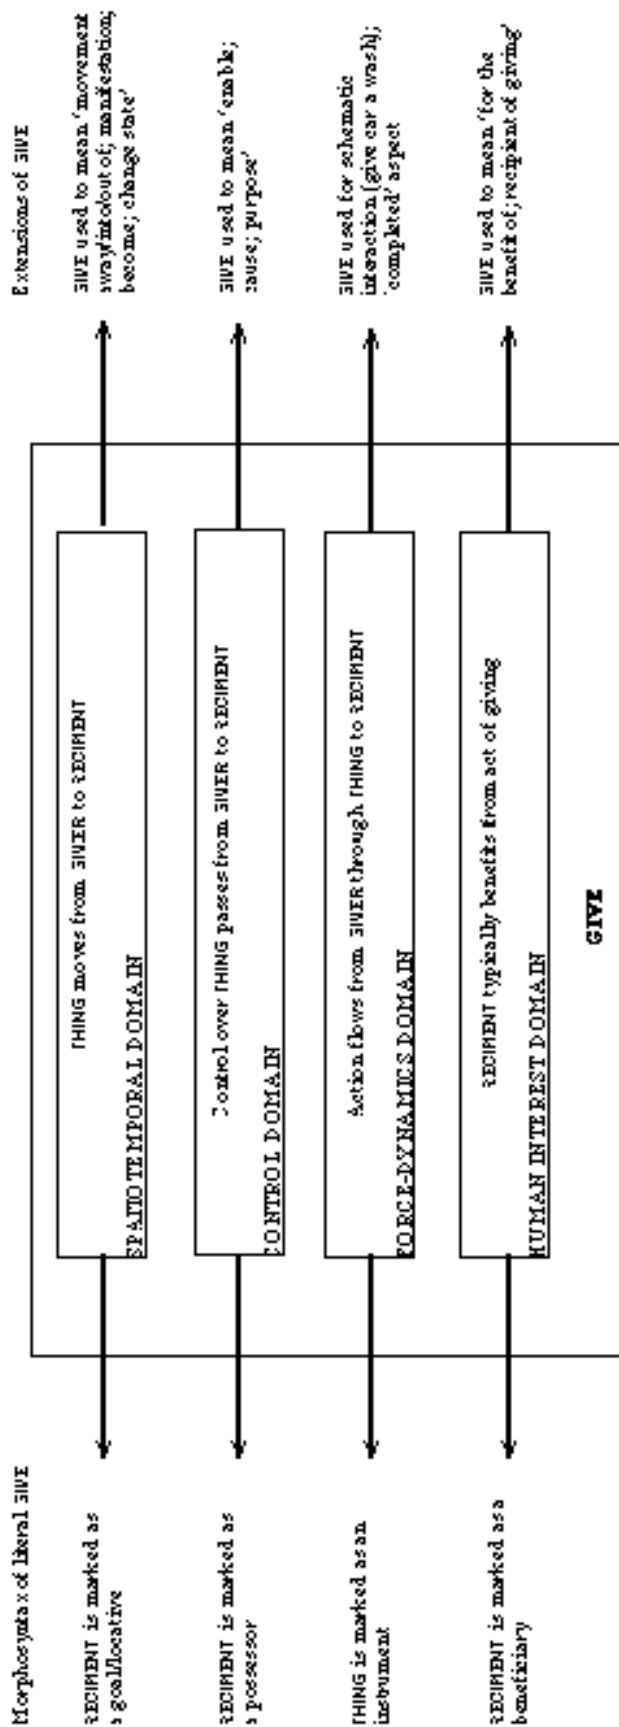 Morphosyntax of literal GIVE
Extensions of GIVE
RECIPIENT is marked as
a goal/locative
THING moves from GIVER to RECIPIENT
SPATIOTEMPORAL DOMAIN
GIVE used to mean 'movement
away/into/out of; manifestation;
become; change state'
RECIPIENT is marked as
a possessor
Control over THING passes from GIVER to RECIPIENT
CONTROL DOMAIN
GIVE used to mean 'enable;
cause; purpose'
THING is marked as an
instrument
Action flows from GIVER through THING to RECIPIENT
FORCE-DYNAMICS DOMAIN
GIVE used for schematic
interaction (give car a wash);
'completed' aspect
RECIPIENT is marked as a
beneficiary
RECIPIENT typically benefits from act of giving
HUMAN INTEREST DOMAIN
GIVE used to mean 'for the
benefit of; recipient of giving'
GIVE